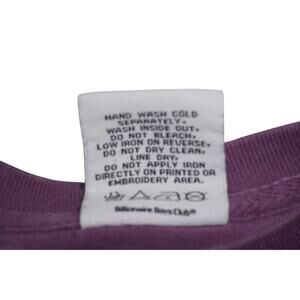 HAND WASH COLD
SEPARATELY.
WASH INSIDE OUT.
DO NOT BLEACH.
LOW IRON ON REVERSE.
DO NOT DRY CLEAN.
LINE DRY.
DO NOT APPLY IRON
DIRECTLY ON PRINTED OR
EMBROIDERY AREA.
Billionaire Boys Club®